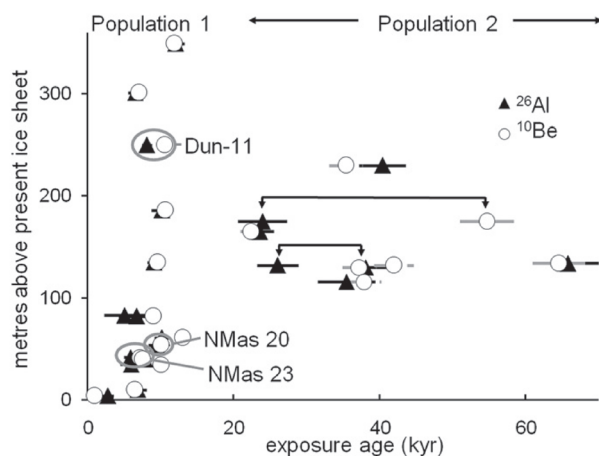 Population 1
Population 2
metres above present ice sheet
300
200
100
0
²⁶Al
¹⁰Be
Dun-11
NMas 20
NMas 23
0 20 40 60
exposure age (kyr)